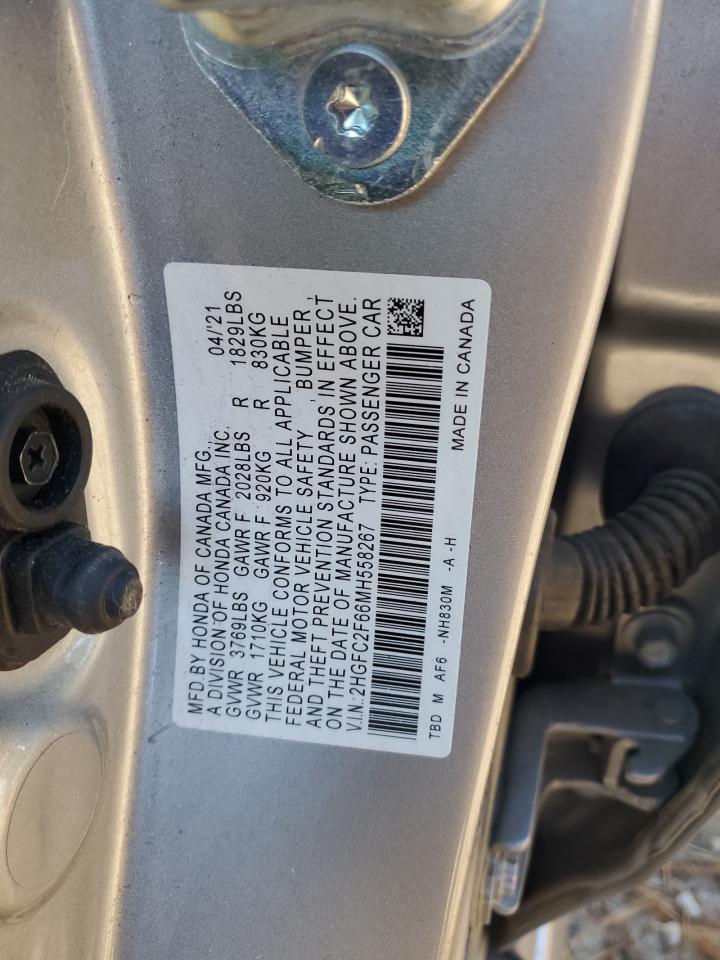 MFD.BY HONDA OF CANADA MFG., 04/'21
A DIVISION OF HONDA CANADA INC.
GVWR 3769LBS GAWR F 2028LBS R 1829LBS
GVWR 1710KG GAWR F 920KG R 830KG
THIS VEHICLE CONFORMS TO ALL APPLICABLE
FEDERAL MOTOR VEHICLE SAFETY , BUMPER ,
AND THEFT PREVENTION STANDARDS IN EFFECT
ON THE DATE OF MANUFACTURE SHOWN ABOVE.
V.I.N.:2HGFC2F66MH558267 TYPE: PASSENGER CAR
TBD M AF6 -NH830M -A -H MADE IN CANADA